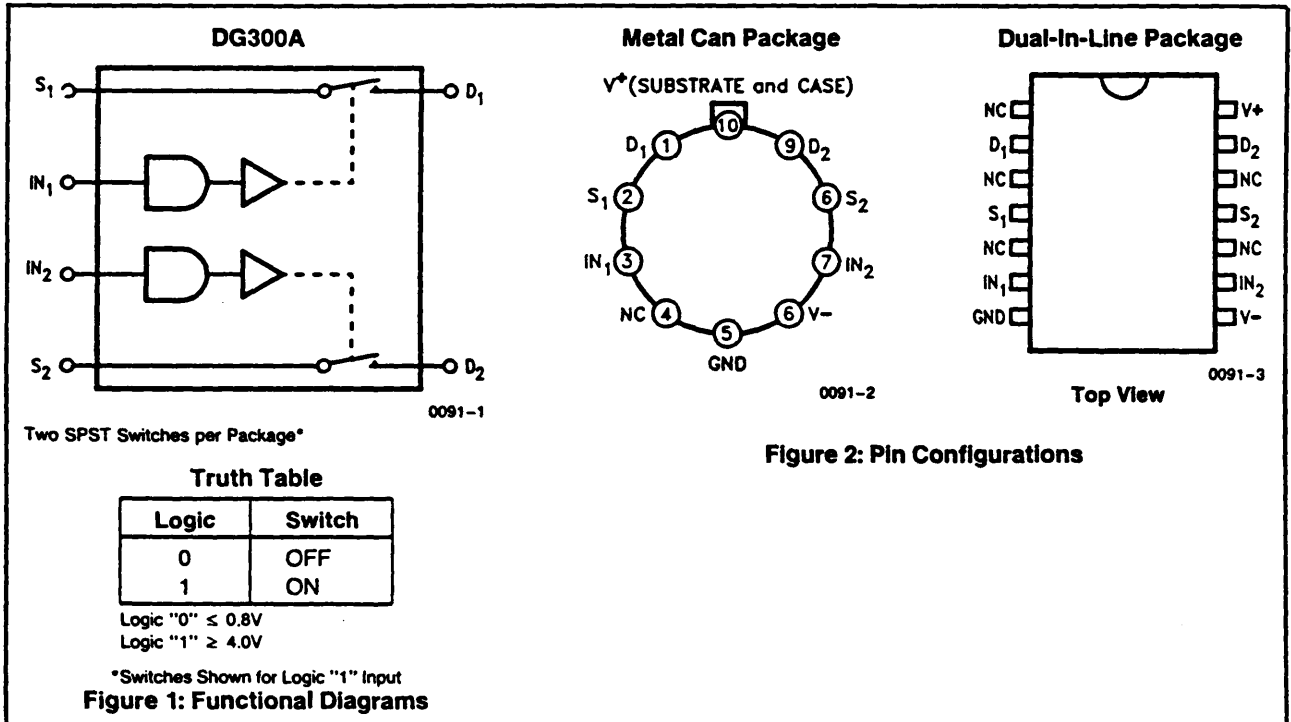 DG300A
S1
D1
IN1
IN2
S2
D2
0091-1
Two SPST Switches per Package*
Truth Table
Logic Switch
0 OFF
1 ON
Logic "0" ≤ 0.8V
Logic "1" ≥ 4.0V
*Switches Shown for Logic "1" Input
Figure 1: Functional Diagrams
Metal Can Package
V+(SUBSTRATE and CASE)
10
D1 1
9 D2
S1 2
6 S2
IN1 3
7 IN2
NC 4
6 V-
5
GND
0091-2
Dual-In-Line Package
NC V+
D1 D2
NC NC
S1 S2
NC NC
IN1 IN2
GND V-
0091-3
Top View
Figure 2: Pin Configurations